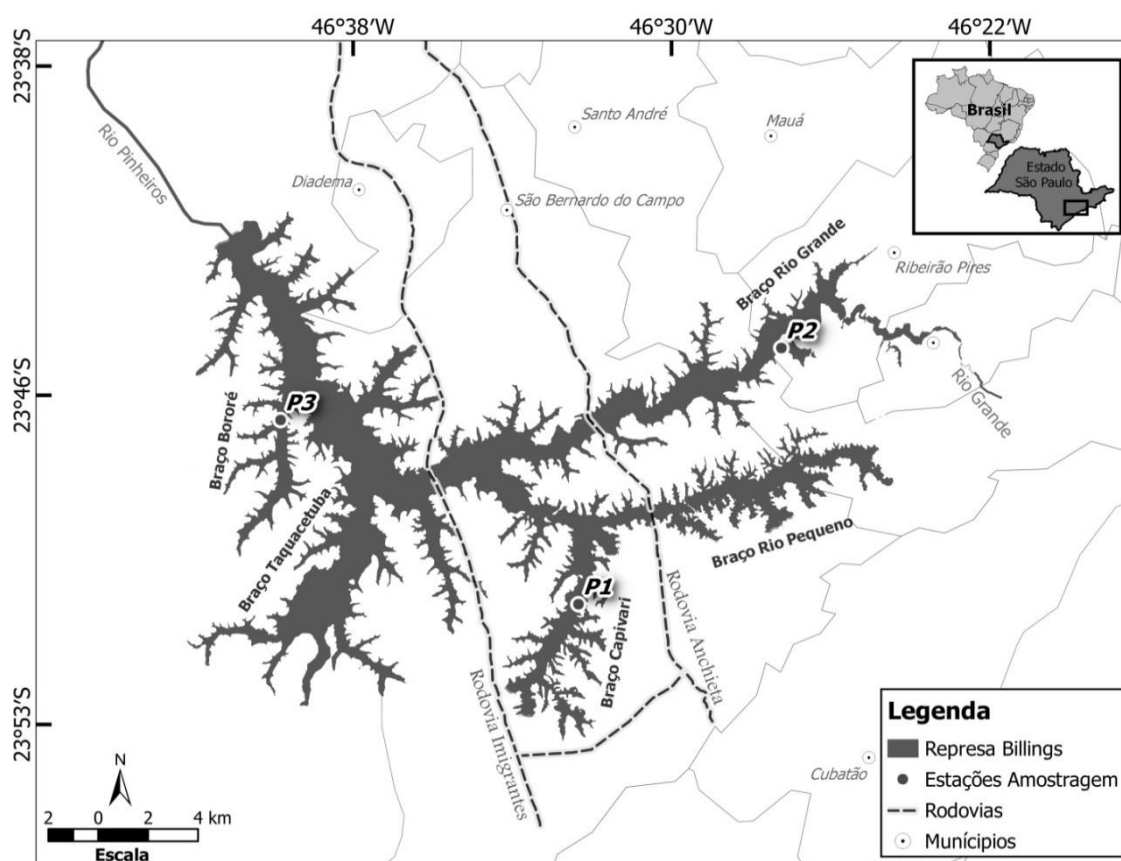 46°38'W
46°30'W
46°22'W
23°38'S
23°46'S
23°53'S
Rio Pinheiros
Diadema
Santo André
Mauá
São Bernardo do Campo
Brasil
Estado
São Paulo
Braço Rio Grande
Ribeirão Pires
P2
Rio Grande
P3
Braço Bororé
Braço Taquacetuba
Braço Rio Pequeno
P1
Braço Capivari
Rodovia Anchieta
Rodovia Imigrantes
Cubatão
Legenda
Represa Billings
Estações Amostragem
Rodovias
Munícipios
N
2 0 2 4 km
Escala